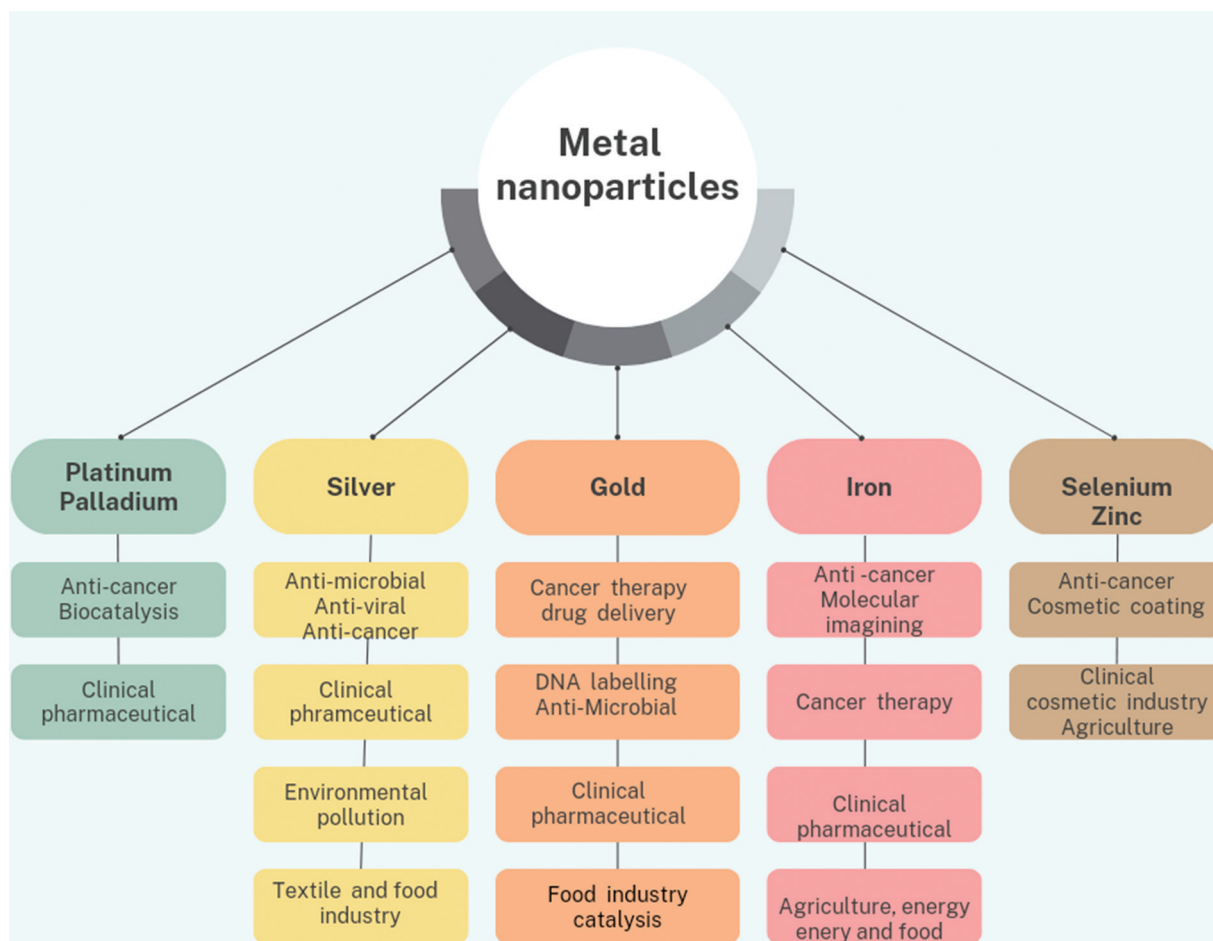 Metal
nanoparticles
Platinum
Palladium
Anti-cancer
Biocatalysis
Clinical
pharmaceutical
Silver
Anti-microbial
Anti-viral
Anti-cancer
Clinical
phramceutical
Environmental
pollution
Textile and food
industry
Gold
Cancer therapy
drug delivery
DNA labelling
Anti-Microbial
Clinical
pharmaceutical
Food industry
catalysis
Iron
Anti -cancer
Molecular
imagining
Cancer therapy
Clinical
pharmaceutical
Agriculture, energy
enery and food
Selenium
Zinc
Anti-cancer
Cosmetic coating
Clinical
cosmetic industry
Agriculture